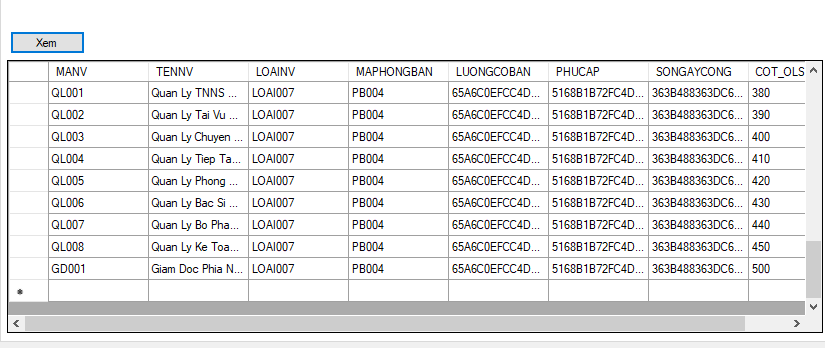 Xem
MANV TENNV LOAINV MAPHONGBAN LUONGCOBAN PHUCAP SONGAYCONG COT_OLS
QL001 Quan Ly TNNS ... LOAI007 PB004 65A6C0EFCC4D... 5168B1B72FC4D... 363B488363DC6... 380
QL002 Quan Ly Tai Vu ... LOAI007 PB004 65A6C0EFCC4D... 5168B1B72FC4D... 363B488363DC6... 390
QL003 Quan Ly Chuyen ... LOAI007 PB004 65A6C0EFCC4D... 5168B1B72FC4D... 363B488363DC6... 400
QL004 Quan Ly Tiep Ta... LOAI007 PB004 65A6C0EFCC4D... 5168B1B72FC4D... 363B488363DC6... 410
QL005 Quan Ly Phong ... LOAI007 PB004 65A6C0EFCC4D... 5168B1B72FC4D... 363B488363DC6... 420
QL006 Quan Ly Bac Si ... LOAI007 PB004 65A6C0EFCC4D... 5168B1B72FC4D... 363B488363DC6... 430
QL007 Quan Ly Bo Pha... LOAI007 PB004 65A6C0EFCC4D... 5168B1B72FC4D... 363B488363DC6... 440
QL008 Quan Ly Ke Toa... LOAI007 PB004 65A6C0EFCC4D... 5168B1B72FC4D... 363B488363DC6... 450
GD001 Giam Doc Phia N... LOAI007 PB004 65A6C0EFCC4D... 5168B1B72FC4D... 363B488363DC6... 500